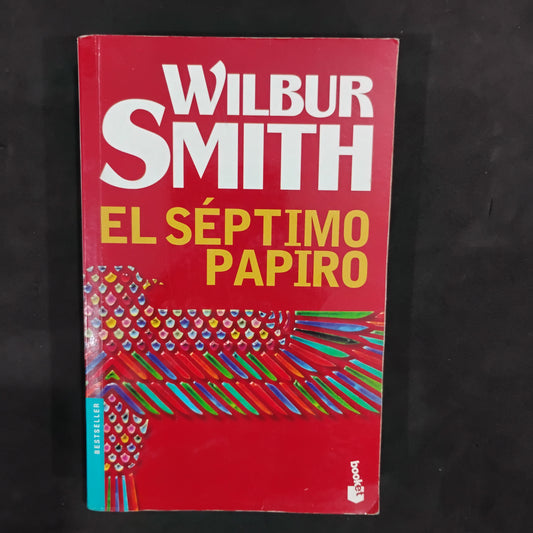 WILBUR
SMITH
EL SÉPTIMO
PAPIRO
BESTSELLER
booket